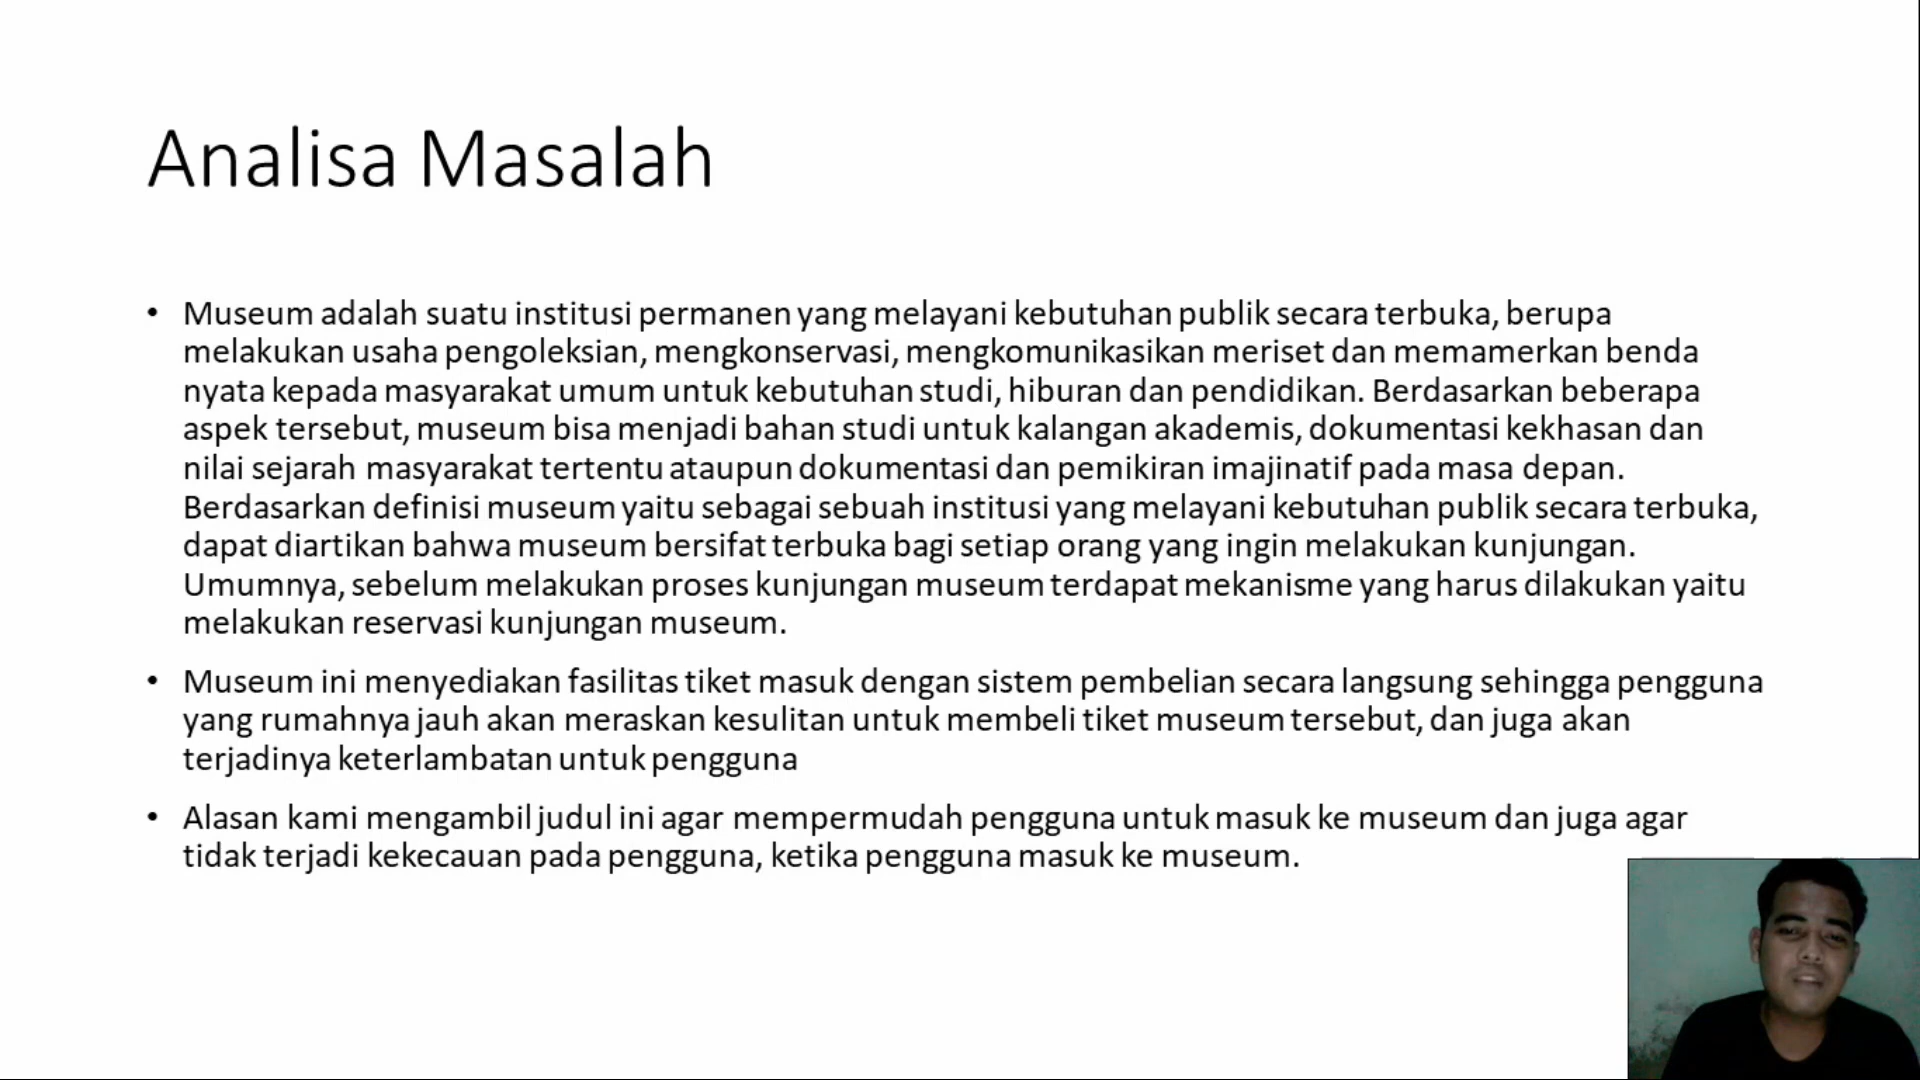 Analisa Masalah
• Museum adalah suatu institusi permanen yang melayani kebutuhan publik secara terbuka, berupa
melakukan usaha pengoleksian, mengkonservasi, mengkomunikasikan meriset dan memamerkan benda
nyata kepada masyarakat umum untuk kebutuhan studi, hiburan dan pendidikan. Berdasarkan beberapa
aspek tersebut, museum bisa menjadi bahan studi untuk kalangan akademis, dokumentasi kekhasan dan
nilai sejarah masyarakat tertentu ataupun dokumentasi dan pemikiran imajinatif pada masa depan.
Berdasarkan definisi museum yaitu sebagai sebuah institusi yang melayani kebutuhan publik secara terbuka,
dapat diartikan bahwa museum bersifat terbuka bagi setiap orang yang ingin melakukan kunjungan.
Umumnya, sebelum melakukan proses kunjungan museum terdapat mekanisme yang harus dilakukan yaitu
melakukan reservasi kunjungan museum.
• Museum ini menyediakan fasilitas tiket masuk dengan sistem pembelian secara langsung sehingga pengguna
yang rumahnya jauh akan meraskan kesulitan untuk membeli tiket museum tersebut, dan juga akan
terjadinya keterlambatan untuk pengguna
• Alasan kami mengambil judul ini agar mempermudah pengguna untuk masuk ke museum dan juga agar
tidak terjadi kekecauan pada pengguna, ketika pengguna masuk ke museum.